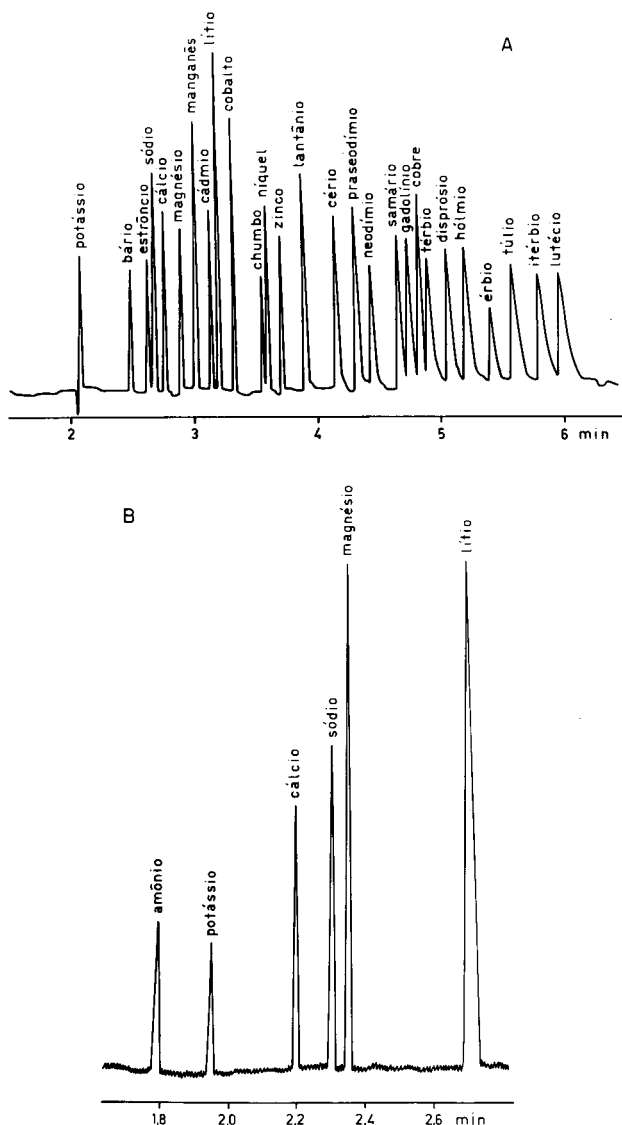 A
potássio
bário
estrôncio
sódio
cálcio
magnésio
manganês
cádmio
lítio
cobalto
chumbo
níquel
zinco
lantânio
cério
praseodímio
neodímio
samário
gadolínio
cobre
térbio
disprósio
hólmio
érbio
túlio
itérbio
lutécio
2 3 4 5 6 min
B
amônio
potássio
cálcio
sódio
magnésio
lítio
1.8 2.0 2.2 2.4 2.6 min